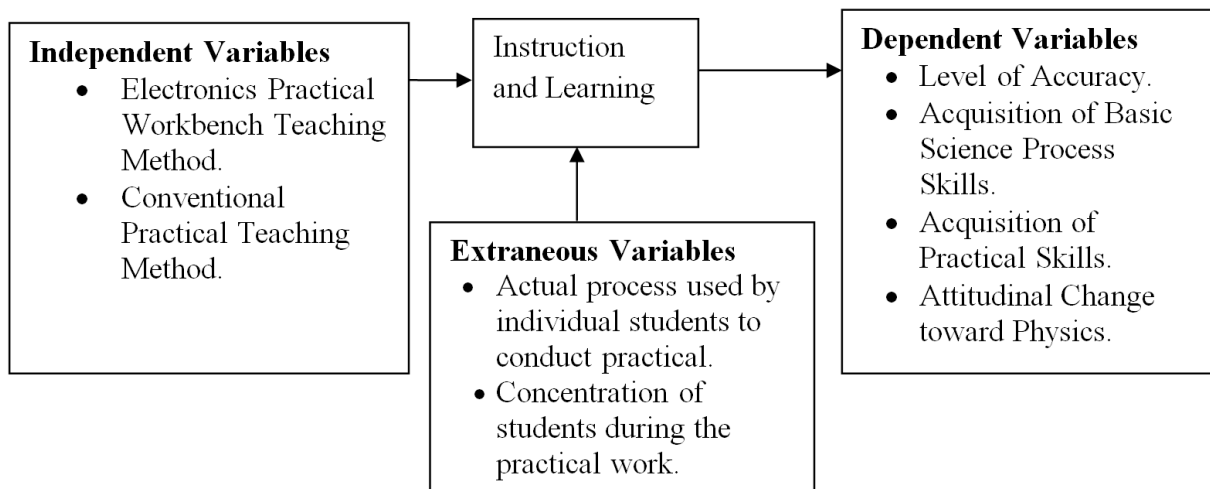 Independent Variables
• Electronics Practical
Workbench Teaching
Method.
• Conventional
Practical Teaching
Method.
Instruction
and Learning
Extraneous Variables
• Actual process used by
individual students to
conduct practical.
• Concentration of
students during the
practical work.
Dependent Variables
• Level of Accuracy.
• Acquisition of Basic
Science Process
Skills.
• Acquisition of
Practical Skills.
• Attitudinal Change
toward Physics.